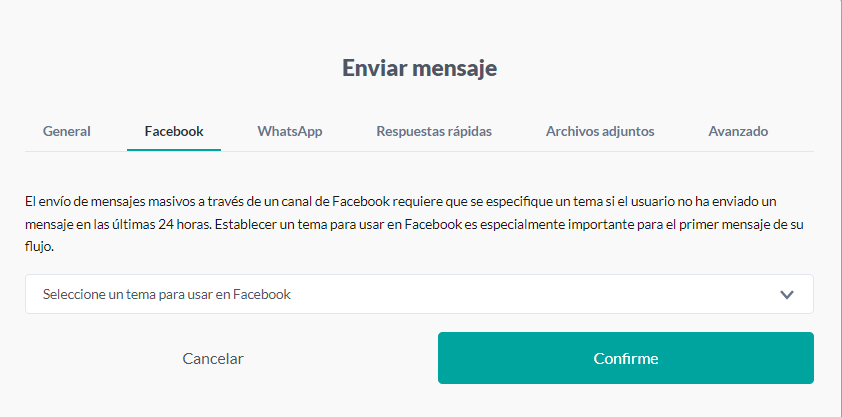 Enviar mensaje
General
Facebook
WhatsApp
Respuestas rápidas
Archivos adjuntos
Avanzado
El envío de mensajes masivos a través de un canal de Facebook requiere que se especifique un tema si el usuario no ha enviado un
mensaje en las últimas 24 horas. Establecer un tema para usar en Facebook es especialmente importante para el primer mensaje de su
flujo.
Seleccione un tema para usar en Facebook
Cancelar
Confirme